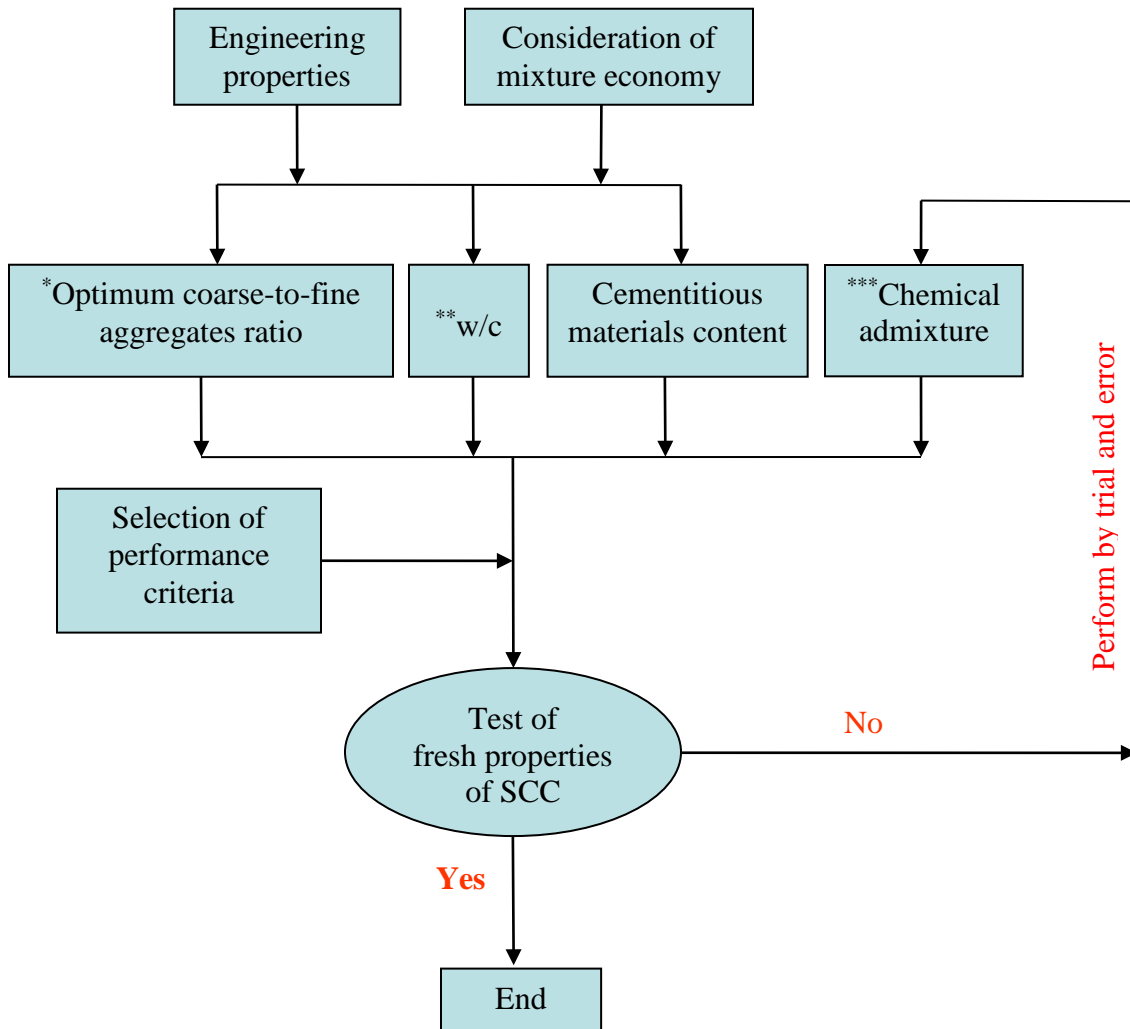 Engineering
properties
Consideration of
mixture economy
*Optimum coarse-to-fine
aggregates ratio
**w/c
Cementitious
materials content
***Chemical
admixture
Perform by trial and error
Selection of
performance
criteria
Test of
fresh properties
of SCC
No
Yes
End